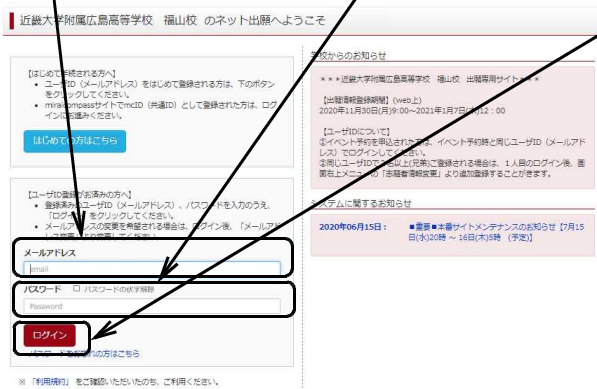 近畿大学附属広島高等学校 福山校 のネット出願へようこそ
【はじめて手続される方へ】
• ユーザID（メールアドレス）をはじめて登録される方は、下のボタン
をクリックしてください。
• miraicompassサイトでmcID（共通ID）として登録された方は、ログ
インにお進みください。
はじめての方はこちら
【ユーザID登録がお済みの方へ】
• 登録済みのユーザID（メールアドレス）、パスワードを入力のうえ、
「ログイン」をクリックしてください。
• メールアドレスの変更を希望される場合は、ログイン後、「メールアド
レス変更」より変更してください。
メールアドレス
email
パスワード パスワードの伏字解除
Password
ログイン
パスワードをお忘れの方はこちら
※ 「利用規約」 をご確認いただいたのち、ご利用ください。
学校からのお知らせ
＊＊＊近畿大学附属広島高等学校 福山校 出願専用サイト＊＊＊
【出願情報登録期間】(web上)
2020年11月30日(月)9:00～2021年1月7日(木)12：00
【ユーザIDについて】
①イベント予約を申込された方は、イベント予約時と同じユーザID（メールアド
レス）でログインしてください。
②同じユーザIDで2名以上(兄弟)ご登録される場合は、1人目のログイン後、画
面右上メニューの「志願者情報変更」より追加登録することができます。
システムに関するお知らせ
2020年06月15日： ■重要■本番サイトメンテナンスのお知らせ【7月15
日(水)20時 ～ 16日(木)5時 (予定)】